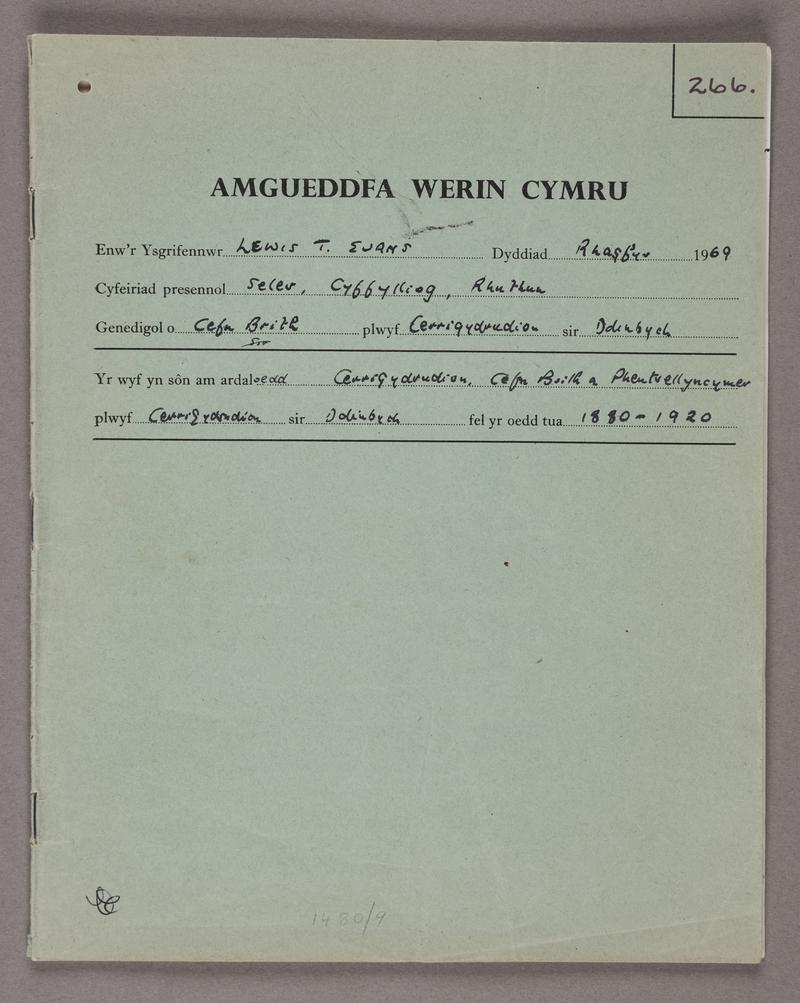 266.
AMGUEDDFA WERIN CYMRU
Enw'r Ysgrifennwr LEWIS T. EVANS Dyddiad Rhagfyr 1969
Cyfeiriad presennol Seler, Cyffylliog, Rhuthun
Genedigol o Cefn Brith plwyf Cerrigydrudion sir Ddinbych
Yr wyf yn sôn am ardaloedd Cerrigydrudion, Cefn Brith a Phentrellyncymer
plwyf Cerrigydrudion sir Ddinbych fel yr oedd tua 1880-1920
1480/9